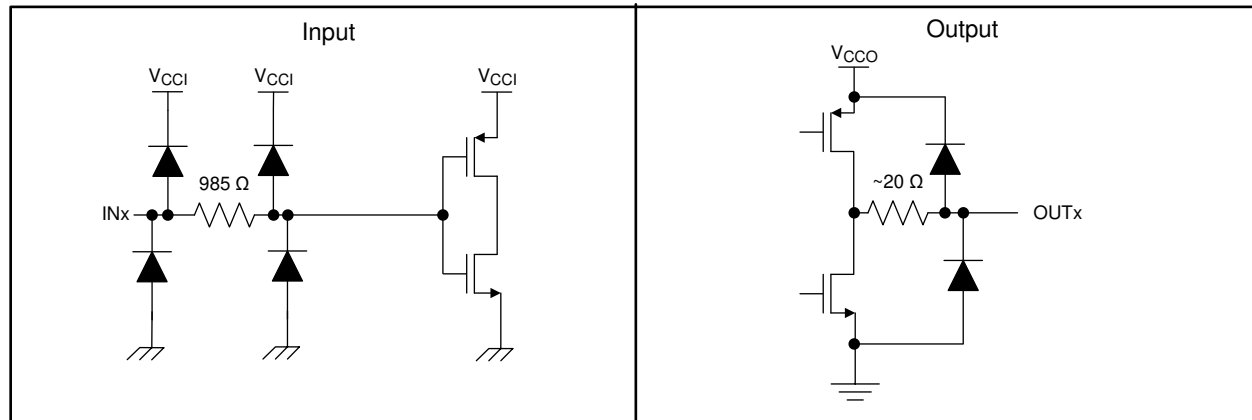 Input
Output
VCCI VCCI VCCI
VCCO
985 Ω
~20 Ω
INx
OUTx